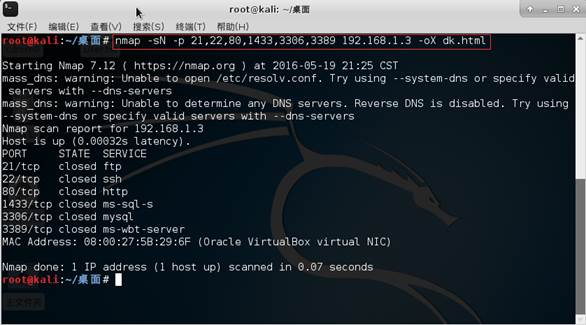 root@kali: ~/桌面
文件(F) 编辑(E) 查看(V) 搜索(S) 终端(T) 帮助(H)
root@kali:~/桌面# nmap -sN -p 21,22,80,1433,3306,3389 192.168.1.3 -oX dk.html
Starting Nmap 7.12 ( https://nmap.org ) at 2016-05-19 21:25 CST
mass_dns: warning: Unable to open /etc/resolv.conf. Try using --system-dns or specify valid
servers with --dns-servers
mass_dns: warning: Unable to determine any DNS servers. Reverse DNS is disabled. Try using
--system-dns or specify valid servers with --dns-servers
Nmap scan report for 192.168.1.3
Host is up (0.00032s latency).
PORT STATE SERVICE
21/tcp closed ftp
22/tcp closed ssh
80/tcp closed http
1433/tcp closed ms-sql-s
3306/tcp closed mysql
3389/tcp closed ms-wbt-server
MAC Address: 08:00:27:5B:29:6F (Oracle VirtualBox virtual NIC)
Nmap done: 1 IP address (1 host up) scanned in 0.07 seconds
root@kali:~/桌面#
主文件夹